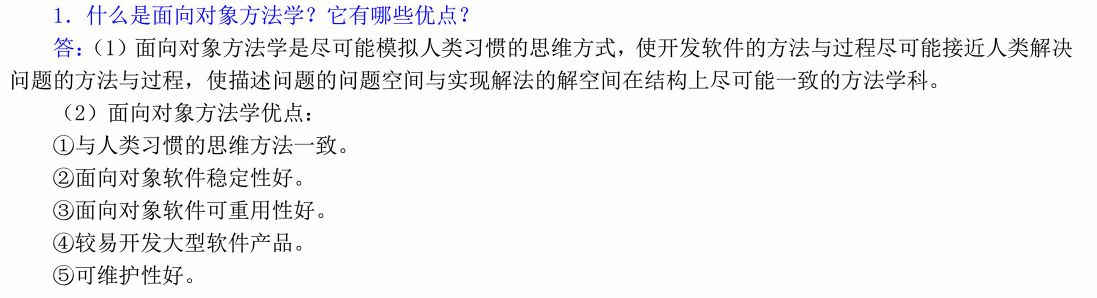 1．什么是面向对象方法学？它有哪些优点？
答：（1）面向对象方法学是尽可能模拟人类习惯的思维方式，使开发软件的方法与过程尽可能接近人类解决
问题的方法与过程，使描述问题的问题空间与实现解法的解空间在结构上尽可能一致的方法学科。
（2）面向对象方法学优点：
①与人类习惯的思维方法一致。
②面向对象软件稳定性好。
③面向对象软件可重用性好。
④较易开发大型软件产品。
⑤可维护性好。